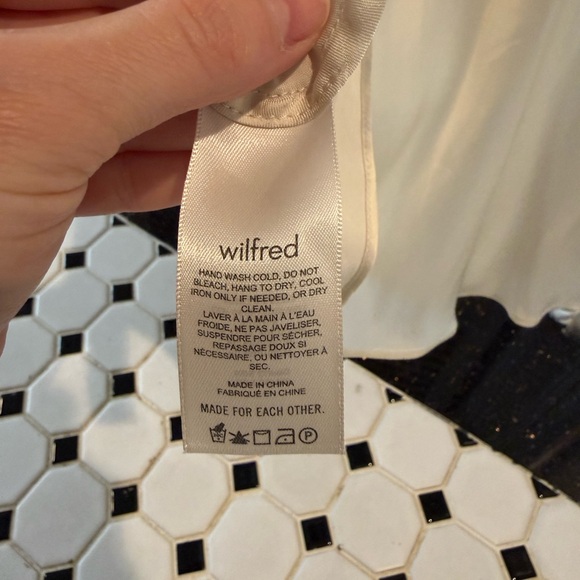 wilfred
HAND WASH COLD, DO NOT
BLEACH, HANG TO DRY, COOL
IRON ONLY IF NEEDED, OR DRY
CLEAN.
LAVER À LA MAIN À L'EAU
FROIDE, NE PAS JAVELISER,
SUSPENDRE POUR SÉCHER,
REPASSAGE DOUX SI
NÉCESSAIRE, OU NETTOYER À
SEC.
MADE IN CHINA
FABRIQUÉ EN CHINE
MADE FOR EACH OTHER.
P